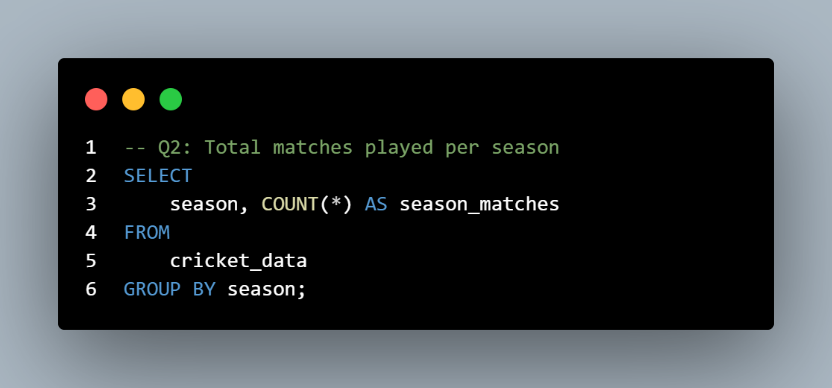 1 -- Q2: Total matches played per season
2 SELECT
3     season, COUNT(*) AS season_matches
4 FROM
5     cricket_data
6 GROUP BY season;